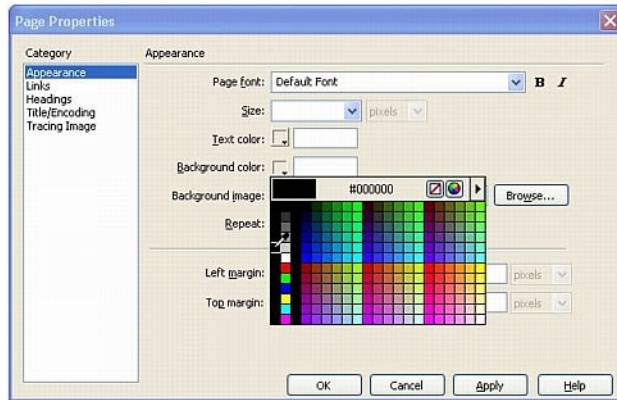 Page Properties
Category
Appearance
Links
Headings
Title/Encoding
Tracing Image
Appearance
Page font: Default Font B I
Size: pixels
Text color:
Background color:
#000000
Background image: Browse...
Repeat:
Left margin: pixels
Top margin: pixels
OK Cancel Apply Help